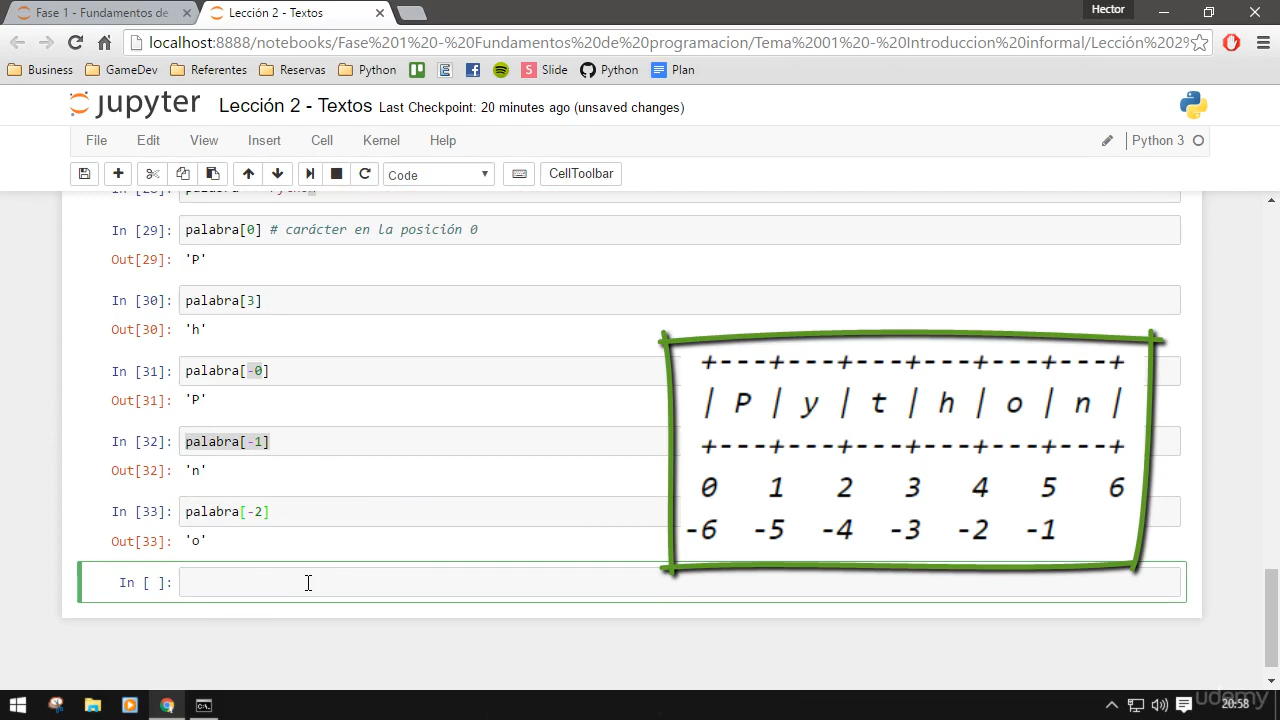 Hector
Fase 1 - Fundamentos de
Lección 2 - Textos
localhost:8888/notebooks/Fase%201%20-%20Fundamentos%20de%20programacion/Tema%2001%20-%20Introduccion%20informal/Lección%202%
Business GameDev Referentes Reservas Python Slide Python Plan
jupyter Lección 2 - Textos Last Checkpoint: 20 minutes ago (unsaved changes)
File Edit View Insert Cell Kernel Help Python 3
Code CellToolbar
In [29]: palabra[0] # carácter en la posición 0
Out[29]: 'P'
In [30]: palabra[3]
Out[30]: 'h'
In [31]: palabra[-0]
Out[31]: 'P'
In [32]: palabra[-1]
Out[32]: 'n'
In [33]: palabra[-2]
Out[33]: 'o'
In [ ]:
+---+---+---+---+---+---+
| P | y | t | h | o | n |
+---+---+---+---+---+---+
0 1 2 3 4 5 6
-6 -5 -4 -3 -2 -1
udemy
20:58